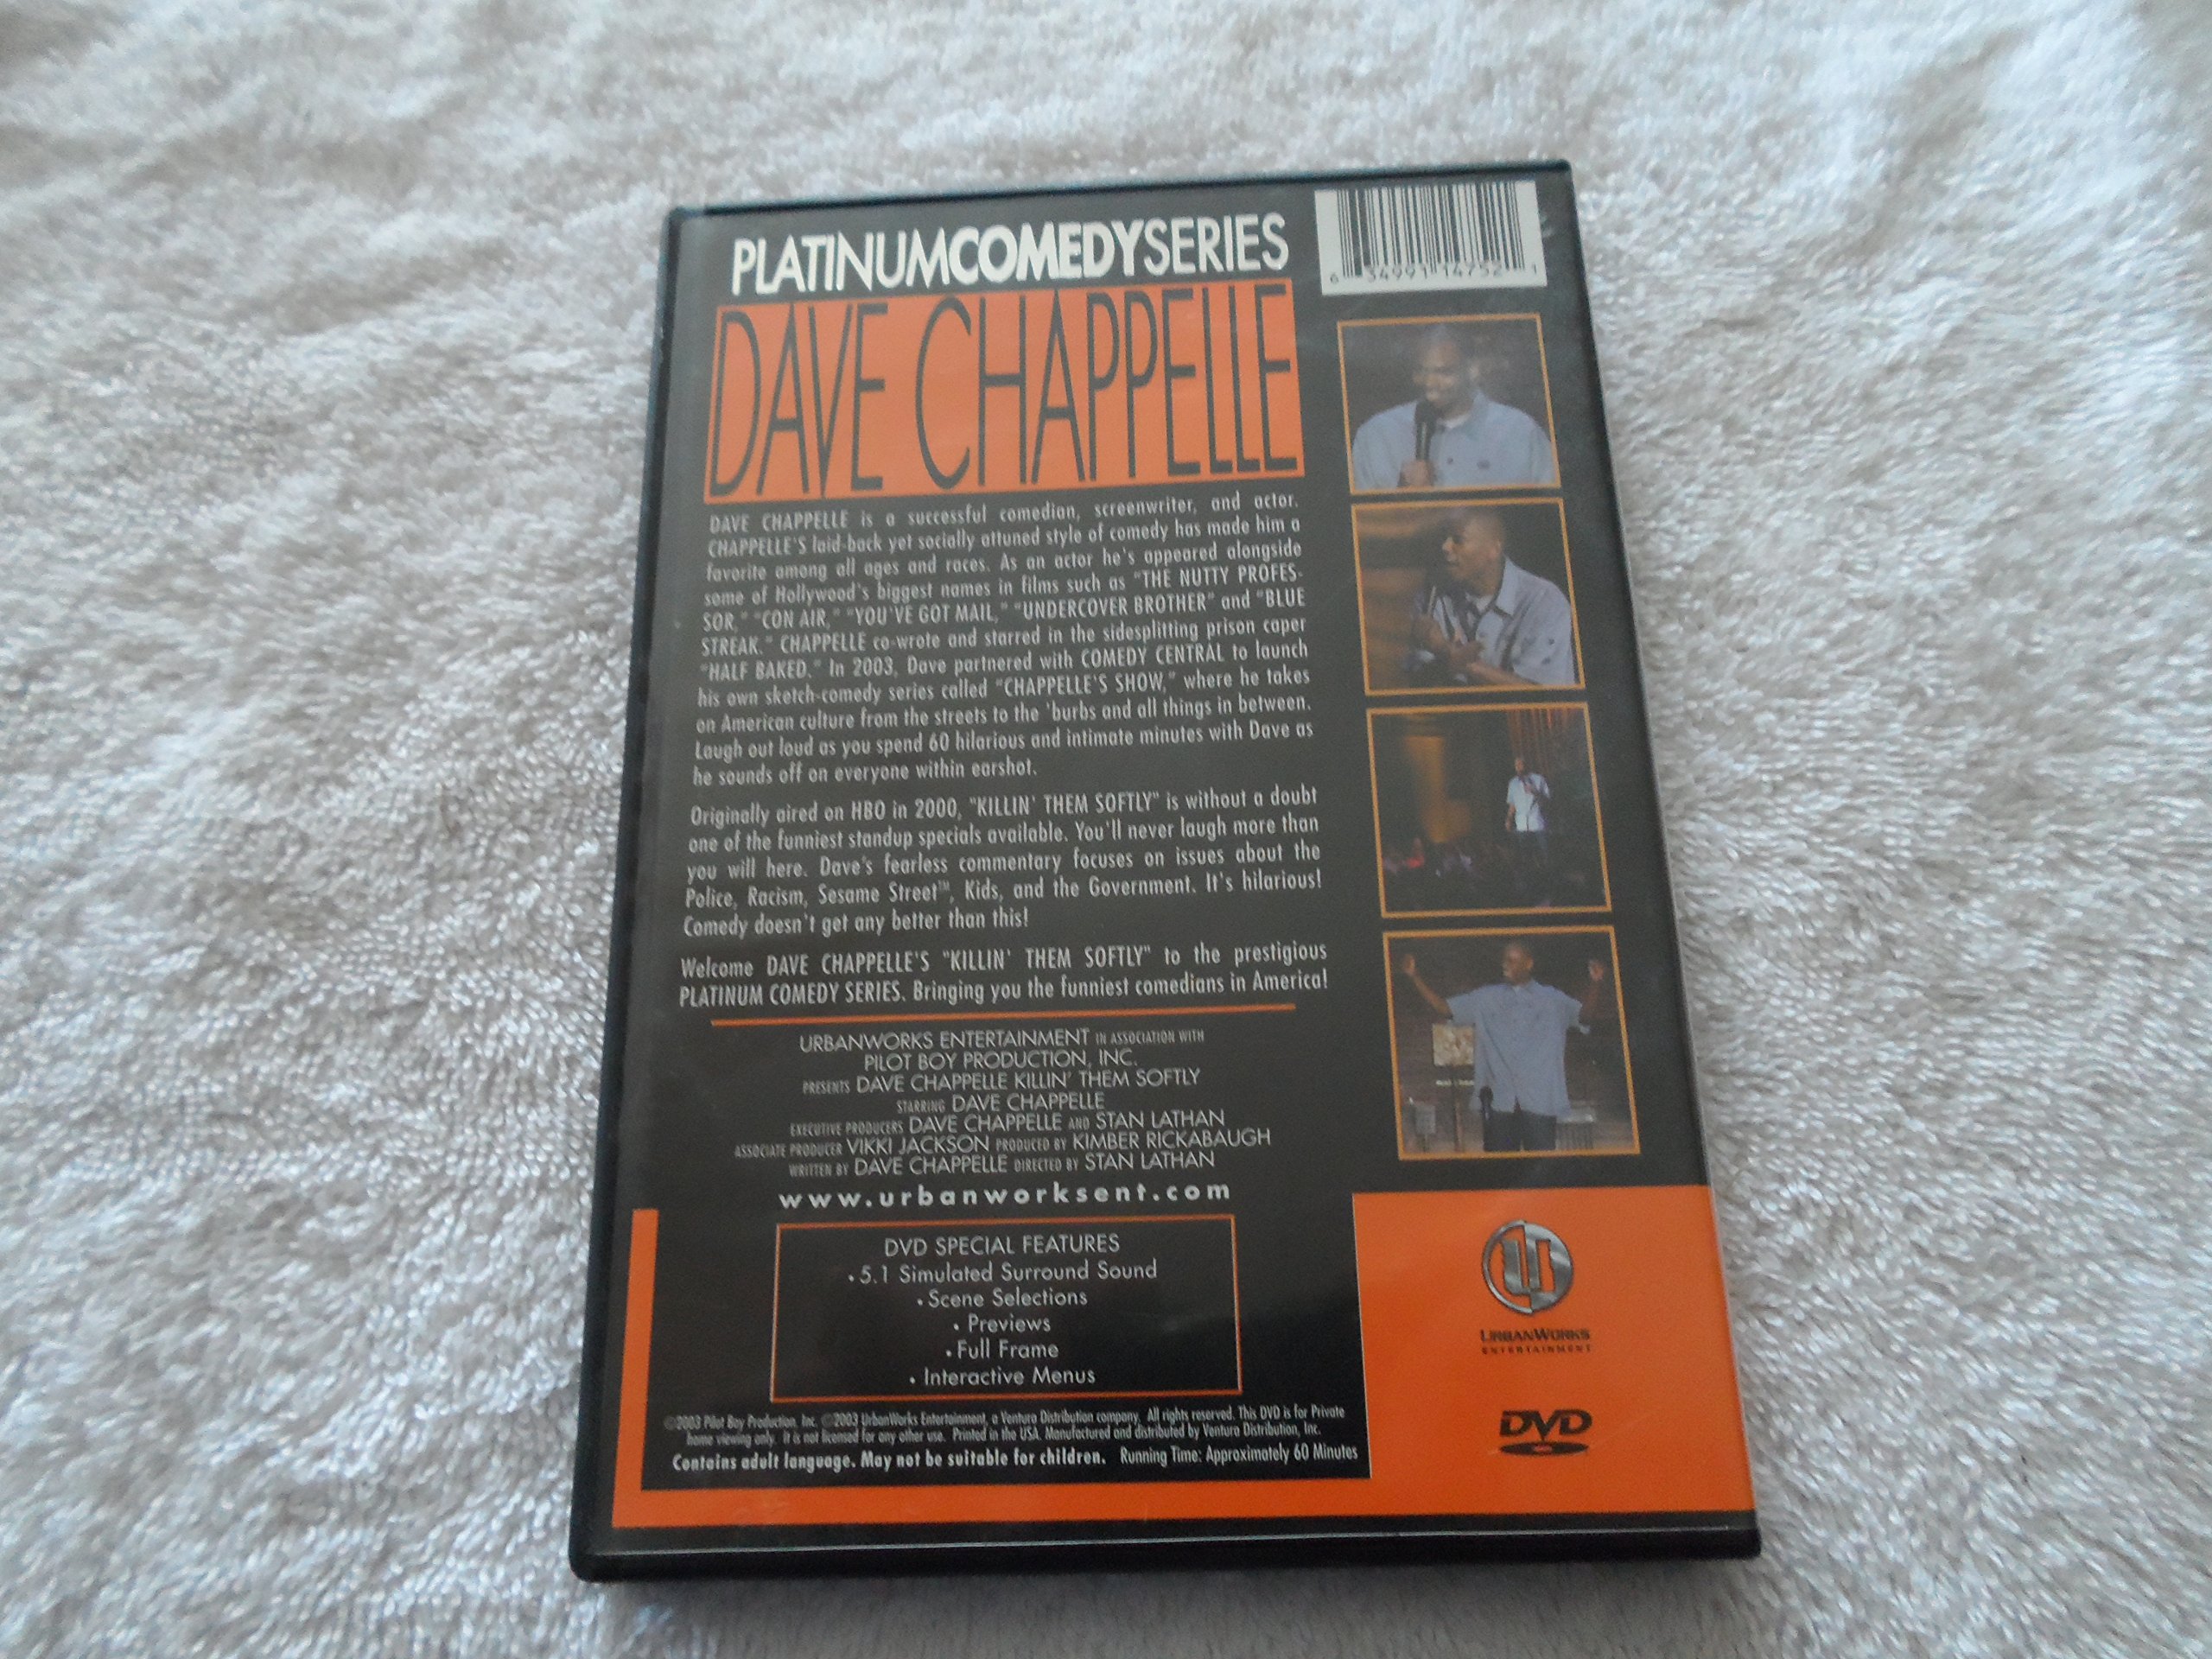 PLATINUMCOMEDYSERIES
6 34991 14752 1
DAVE CHAPPELLE
DAVE CHAPPELLE is a successful comedian, screenwriter, and actor.
CHAPPELLE'S laid-back yet socially attuned style of comedy has made him a
favorite among all ages and races. As an actor he's appeared alongside
some of Hollywood's biggest names in films such as "THE NUTTY PROFES-
SOR," "CON AIR," "YOU'VE GOT MAIL," "UNDERCOVER BROTHER" and "BLUE
STREAK." CHAPPELLE co-wrote and starred in the sidesplitting prison caper
"HALF BAKED." In 2003, Dave partnered with COMEDY CENTRAL to launch
his own sketch-comedy series called "CHAPPELLE'S SHOW," where he takes
on American culture from the streets to the 'burbs and all things in between.
Laugh out loud as you spend 60 hilarious and intimate minutes with Dave as
he sounds off on everyone within earshot.
Originally aired on HBO in 2000, "KILLIN' THEM SOFTLY" is without a doubt
one of the funniest standup specials available. You'll never laugh more than
you will here. Dave's fearless commentary focuses on issues about the
Police, Racism, Sesame Street™, Kids, and the Government. It's hilarious!
Comedy doesn't get any better than this!
Welcome DAVE CHAPPELLE'S "KILLIN' THEM SOFTLY" to the prestigious
PLATINUM COMEDY SERIES. Bringing you the funniest comedians in America!
URBANWORKS ENTERTAINMENT IN ASSOCIATION WITH
PILOT BOY PRODUCTION, INC.
PRESENTS DAVE CHAPPELLE KILLIN' THEM SOFTLY
STARRING DAVE CHAPPELLE
EXECUTIVE PRODUCERS DAVE CHAPPELLE AND STAN LATHAN
ASSOCIATE PRODUCER VIKKI JACKSON PRODUCED BY KIMBER RICKABAUGH
WRITTEN BY DAVE CHAPPELLE DIRECTED BY STAN LATHAN
www.urbanworksent.com
DVD SPECIAL FEATURES
• 5.1 Simulated Surround Sound
• Scene Selections
• Previews
• Full Frame
• Interactive Menus
©2003 Pilot Boy Production, Inc. ©2003 UrbanWorks Entertainment, a Ventura Distribution company. All rights reserved. This DVD is for Private
home viewing only. It is not licensed for any other use. Printed in the USA. Manufactured and distributed by Ventura Distribution, Inc.
Contains adult language. May not be suitable for children. Running Time: Approximately 60 Minutes
URBANWORKS
ENTERTAINMENT
DVD